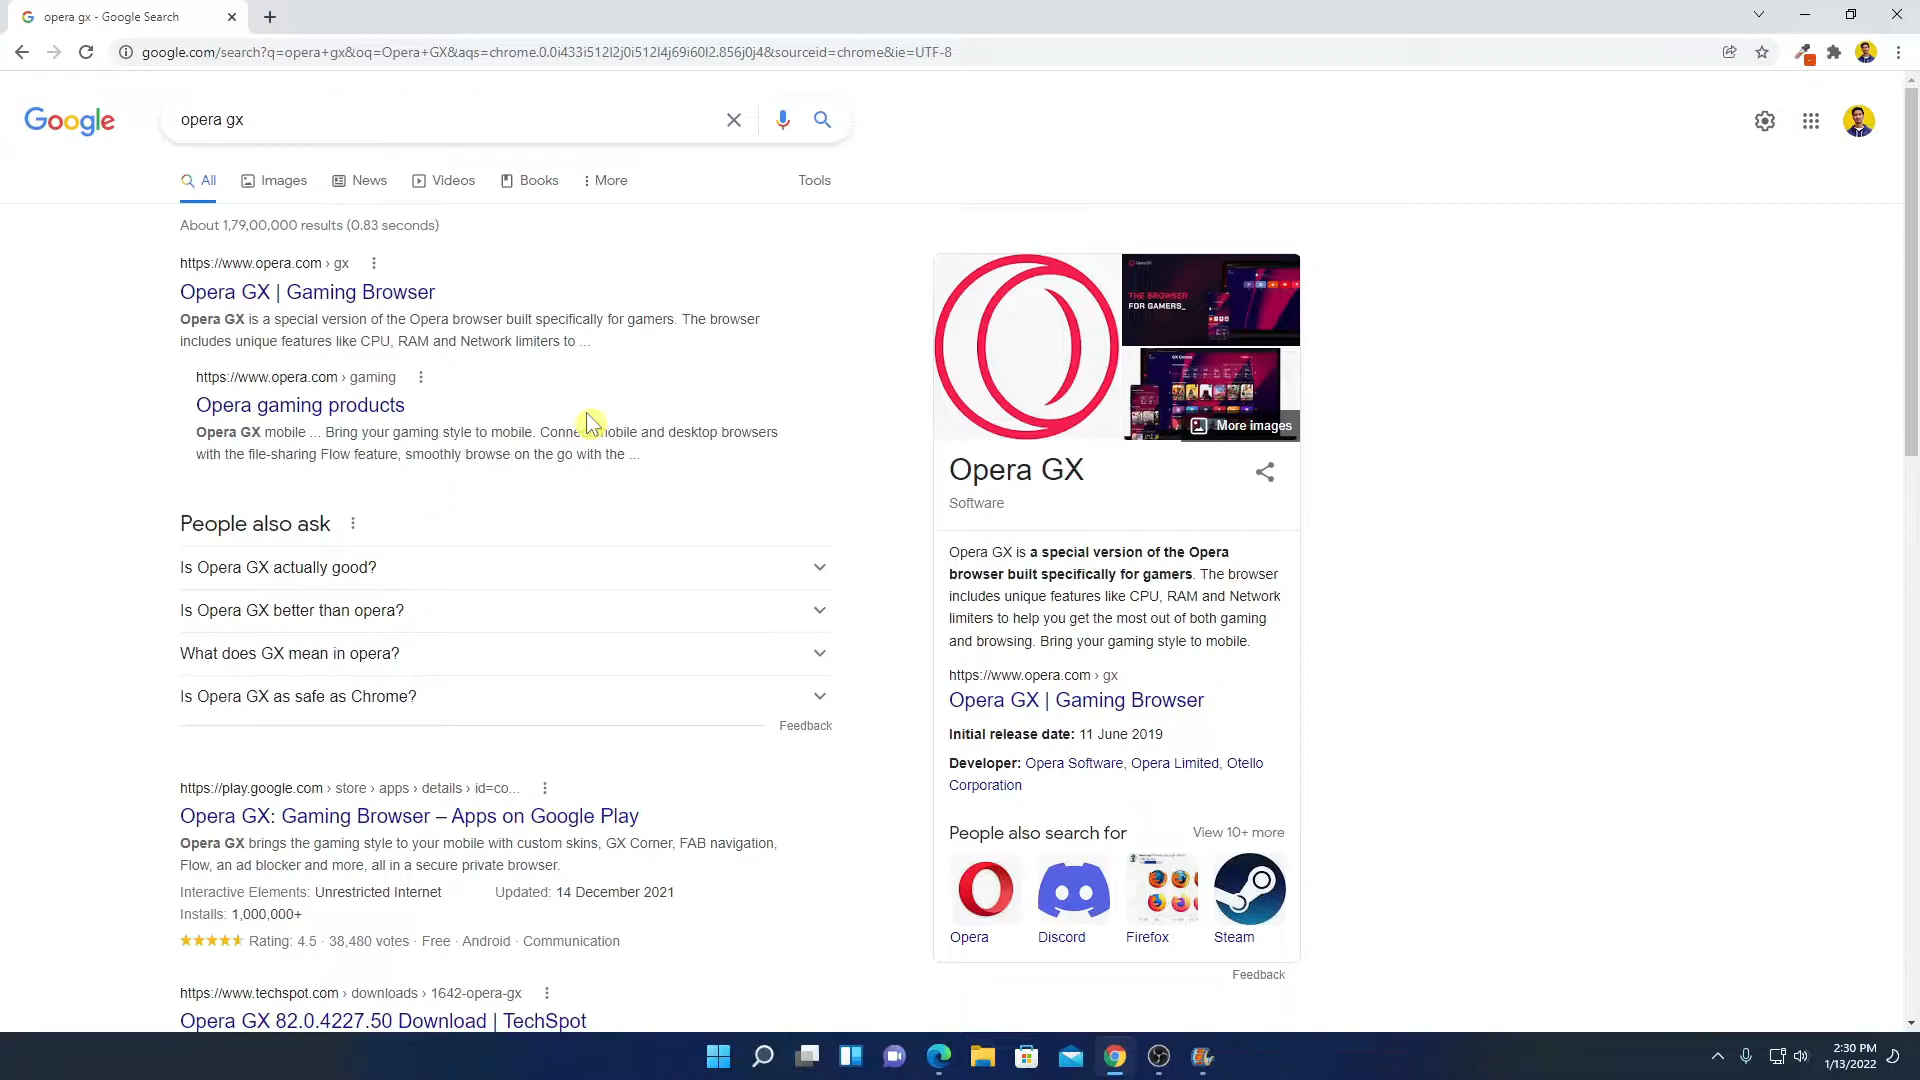 opera gx - Google Search
google.com/search?q=opera+gx&oq=Opera+GX&aqs=chrome.0.0i433i512l2j0i512l4j69i60l2.856j0j4&sourceid=chrome&ie=UTF-8
Google
opera gx
All
Images
News
Videos
Books
More
Tools
About 1,79,00,000 results (0.83 seconds)
https://www.opera.com › gx
Opera GX | Gaming Browser
Opera GX is a special version of the Opera browser built specifically for gamers. The browser
includes unique features like CPU, RAM and Network limiters to ...
https://www.opera.com › gaming
Opera gaming products
Opera GX mobile ... Bring your gaming style to mobile. Connect mobile and desktop browsers
with the file-sharing Flow feature, smoothly browse on the go with the ...
People also ask
Is Opera GX actually good?
Is Opera GX better than opera?
What does GX mean in opera?
Is Opera GX as safe as Chrome?
Feedback
https://play.google.com › store › apps › details › id=co...
Opera GX: Gaming Browser – Apps on Google Play
Opera GX brings the gaming style to your mobile with custom skins, GX Corner, FAB navigation,
Flow, an ad blocker and more, all in a secure private browser.
Interactive Elements: Unrestricted Internet
Updated: 14 December 2021
Installs: 1,000,000+
Rating: 4.5 · 38,480 votes · Free · Android · Communication
https://www.techspot.com › downloads › 1642-opera-gx
Opera GX 82.0.4227.50 Download | TechSpot
THE BROWSER
FOR GAMERS_
More images
Opera GX
Software
Opera GX is a special version of the Opera
browser built specifically for gamers. The browser
includes unique features like CPU, RAM and Network
limiters to help you get the most out of both gaming
and browsing. Bring your gaming style to mobile.
https://www.opera.com › gx
Opera GX | Gaming Browser
Initial release date: 11 June 2019
Developer: Opera Software, Opera Limited, Otello
Corporation
People also search for
View 10+ more
Opera
Discord
Firefox
Steam
Feedback
2:30 PM
1/13/2022